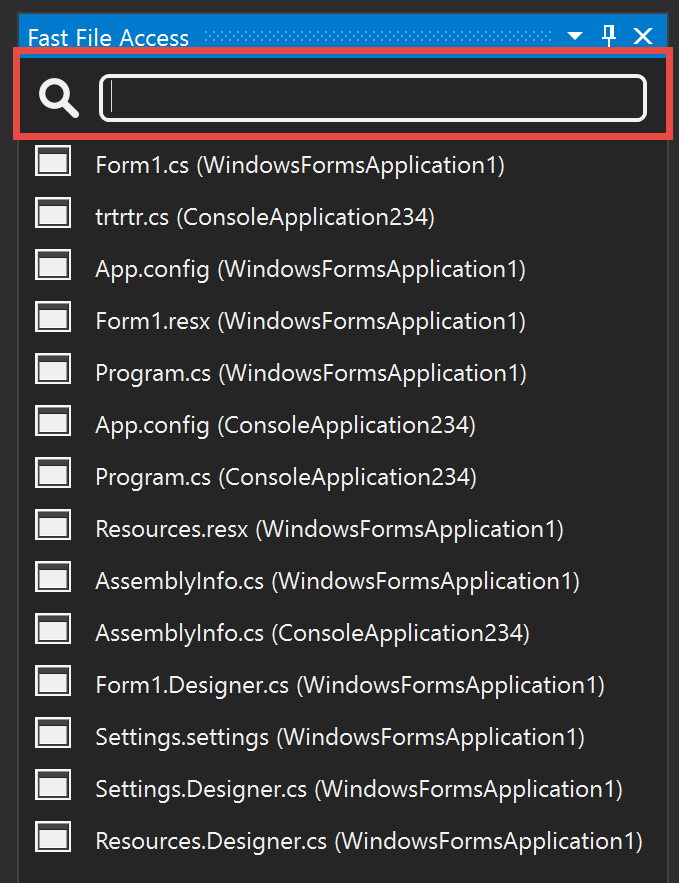 Fast File Access
Form1.cs (WindowsFormsApplication1)
trtrtr.cs (ConsoleApplication234)
App.config (WindowsFormsApplication1)
Form1.resx (WindowsFormsApplication1)
Program.cs (WindowsFormsApplication1)
App.config (ConsoleApplication234)
Program.cs (ConsoleApplication234)
Resources.resx (WindowsFormsApplication1)
AssemblyInfo.cs (WindowsFormsApplication1)
AssemblyInfo.cs (ConsoleApplication234)
Form1.Designer.cs (WindowsFormsApplication1)
Settings.settings (WindowsFormsApplication1)
Settings.Designer.cs (WindowsFormsApplication1)
Resources.Designer.cs (WindowsFormsApplication1)